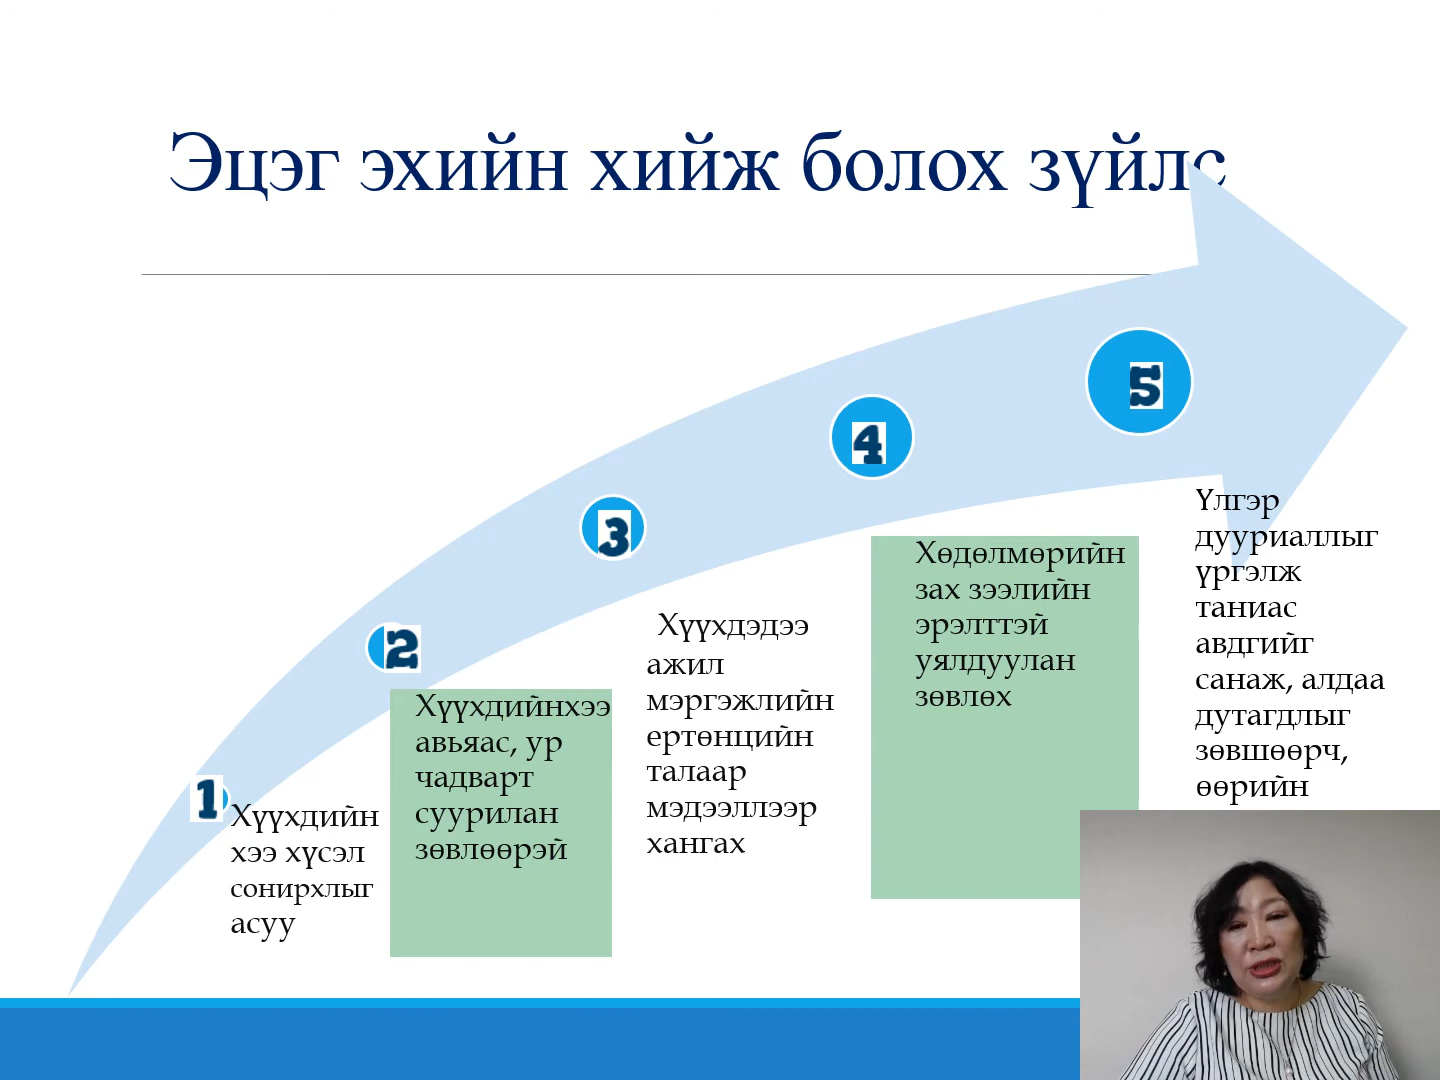 Эцэг эхийн хийж болох зүйлс
1
Хүүхдийн
хээ хүсэл
сонирхлыг
асуу
2
Хүүхдийнхээ
авьяас, ур
чадварт
суурилан
зөвлөөрэй
3
Хүүхдэдээ
ажил
мэргэжлийн
ертөнцийн
талаар
мэдээллээр
хангах
4
Хөдөлмөрийн
зах зээлийн
эрэлттэй
уялдуулан
зөвлөх
5
Үлгэр
дууриаллыг
үргэлж
таниас
авдгийг
санаж, алдаа
дутагдлыг
зөвшөөрч,
өөрийн